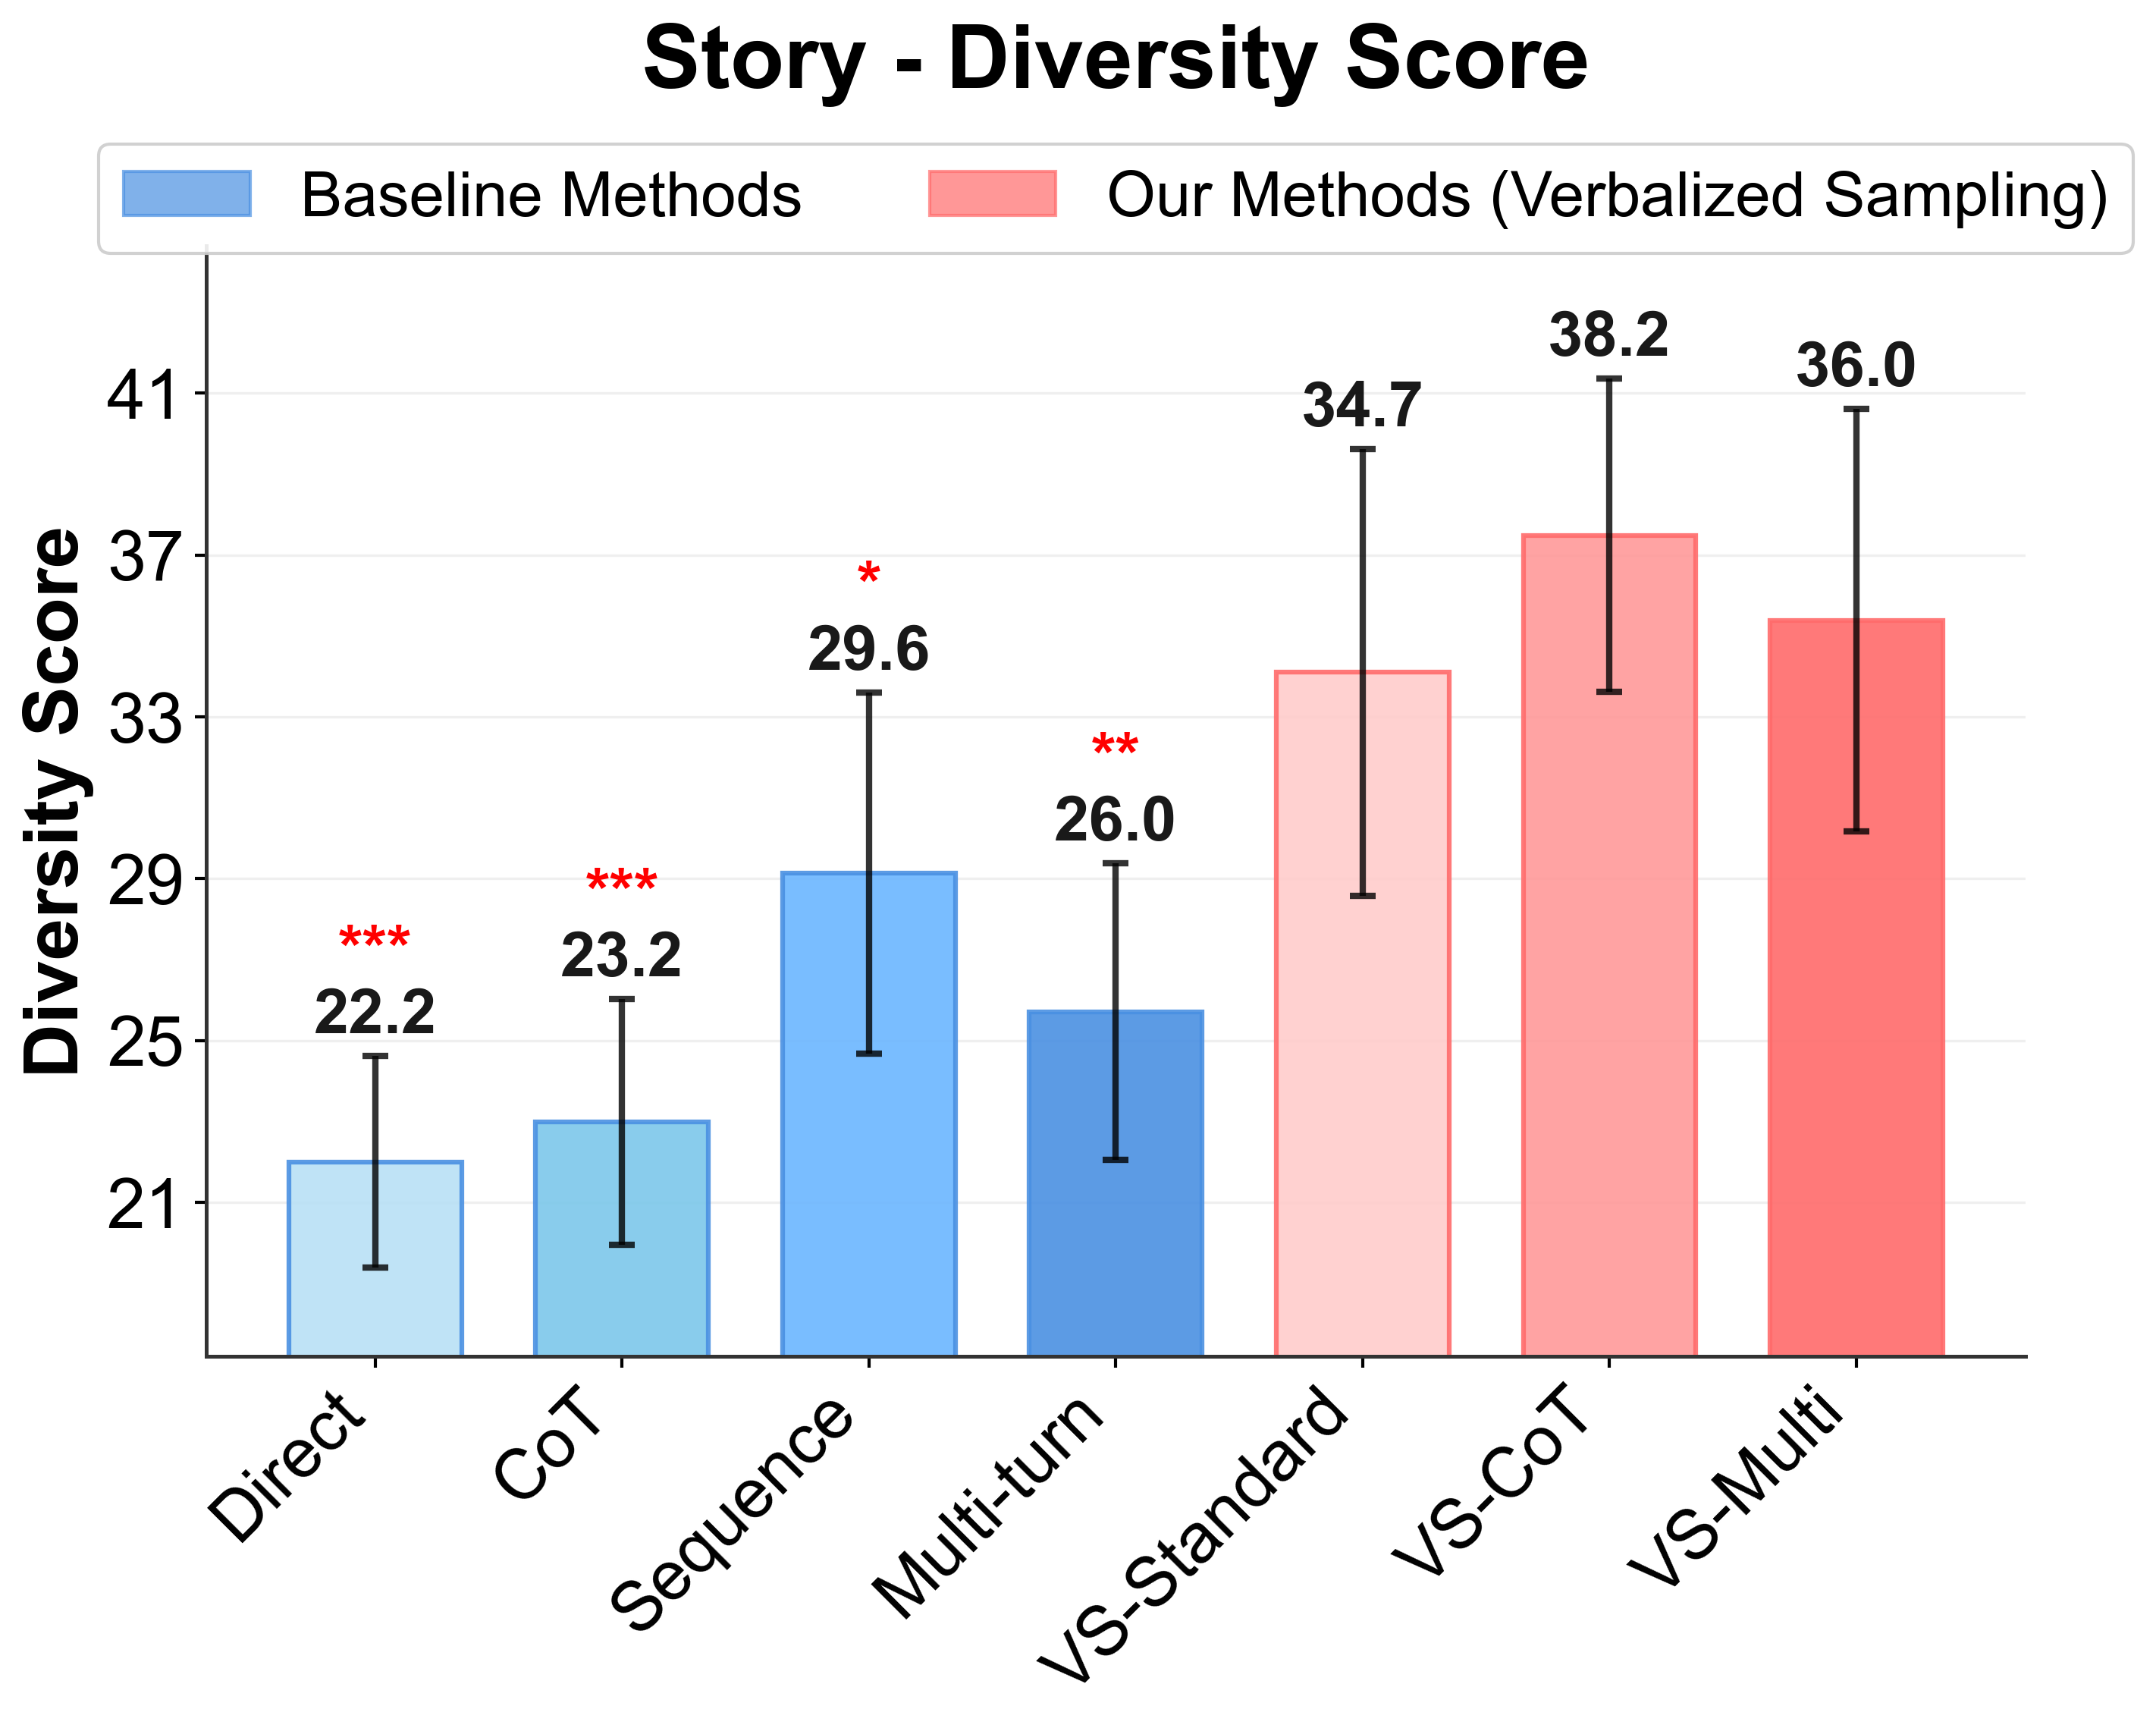 Story - Diversity Score
Baseline Methods
Our Methods (Verbalized Sampling)
Diversity Score
41
37
33
29
25
21
***
22.2
***
23.2
*
29.6
**
26.0
34.7
38.2
36.0
Direct
CoT
Sequence
Multi-turn
VS-Standard
VS-CoT
VS-Multi